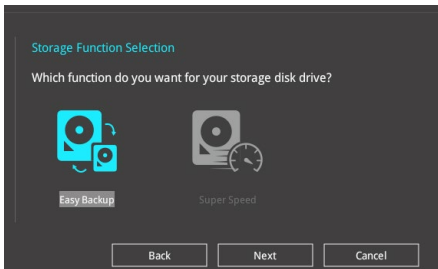 Storage Function Selection
Which function do you want for your storage disk drive?
Easy Backup
Super Speed
Back
Next
Cancel